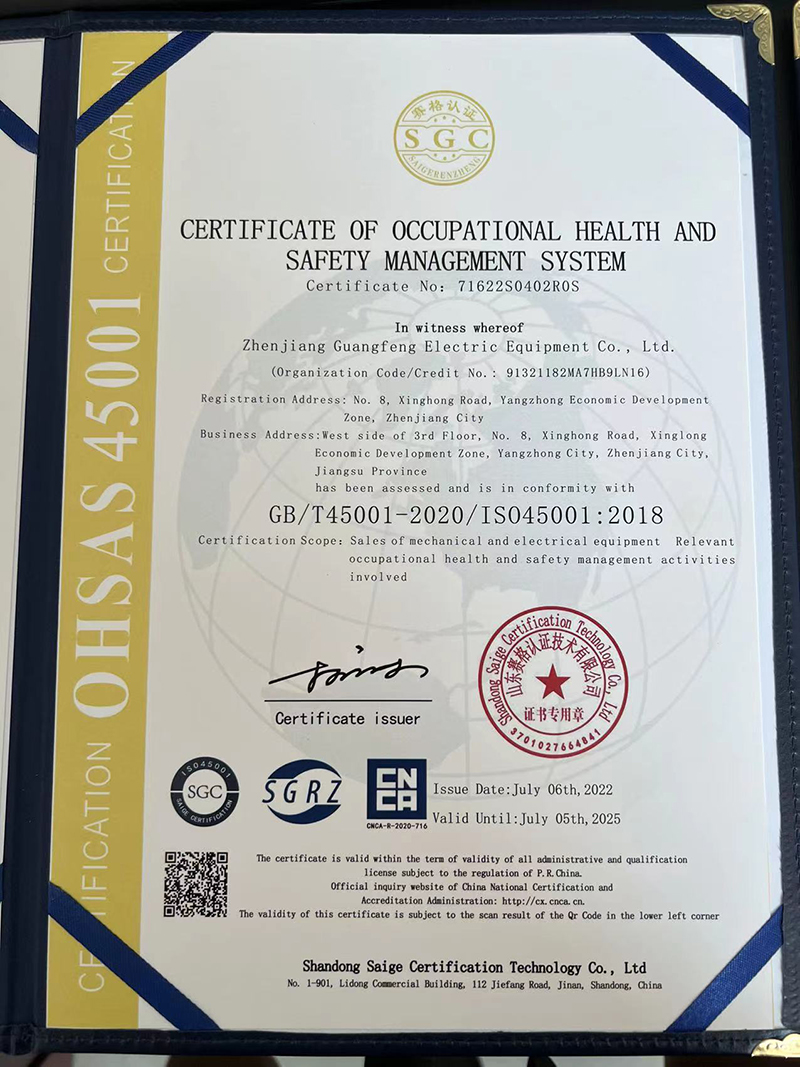 赛格认证
SGC
SAIGERENZHENG
CERTIFICATION
OHSAS 45001
CERTIFICATION
CERTIFICATE OF OCCUPATIONAL HEALTH AND
SAFETY MANAGEMENT SYSTEM
Certificate No: 71622S0402R0S
In witness whereof
Zhenjiang Guangfeng Electric Equipment Co., Ltd.
(Organization Code/Credit No.: 91321182MA7HB9LN16)
Registration Address: No. 8, Xinghong Road, Yangzhong Economic Development
Zone, Zhenjiang City
Business Address:West side of 3rd Floor, No. 8, Xinghong Road, Xinglong
Economic Development Zone, Yangzhong City, Zhenjiang City,
Jiangsu Province
has been assessed and is in conformity with
GB/T45001-2020/ISO45001:2018
Certification Scope: Sales of mechanical and electrical equipment Relevant
occupational health and safety management activities
involved
Shandong Saige Certification Technology Co., Ltd
山东赛格认证技术有限公司
证书专用章
3701027664841
Certificate issuer
ISO45001
SGC
SAIGE CERTIFICATION
SGRZ
CNCA
CNCA-R-2020-716
Issue Date:July 06th,2022
Valid Until:July 05th,2025
The certificate is valid within the term of validity of all administrative and qualification
license subject to the regulation of P.R.China.
Official inquiry website of China National Certification and
Accreditation Administration: http://cx.cnca.cn.
The validity of this certificate is subject to the scan result of the Qr Code in the lower left corner
Shandong Saige Certification Technology Co., Ltd
No. 1-901, Lidong Commercial Building, 112 Jiefang Road, Jinan, Shandong, China